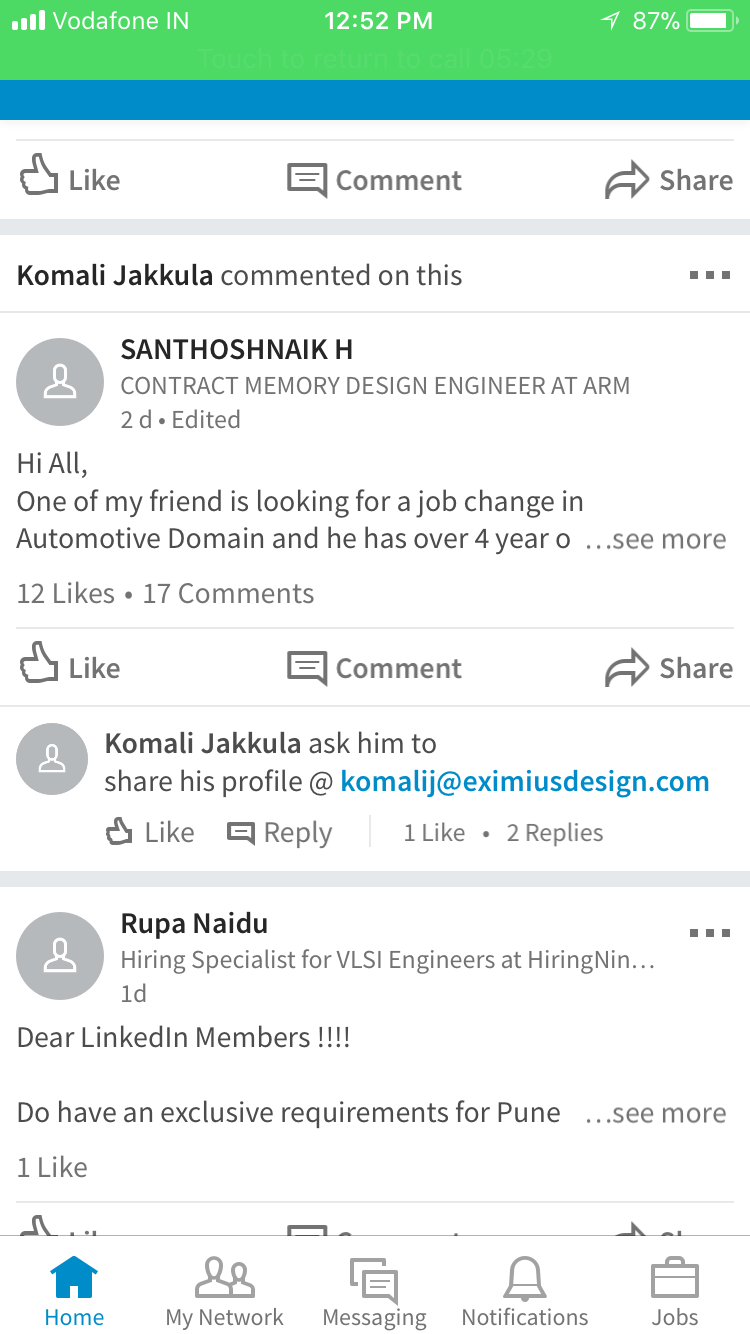 Vodafone IN 12:52 PM 87%
Touch to return to call 05:29
Like Comment Share
Komali Jakkula commented on this
SANTHOSHNAIK H
CONTRACT MEMORY DESIGN ENGINEER AT ARM
2 d • Edited
Hi All,
One of my friend is looking for a job change in
Automotive Domain and he has over 4 year o ...see more
12 Likes • 17 Comments
Like Comment Share
Komali Jakkula ask him to
share his profile @ komalij@eximiusdesign.com
Like Reply 1 Like • 2 Replies
Rupa Naidu
Hiring Specialist for VLSI Engineers at HiringNin...
1d
Dear LinkedIn Members !!!!
Do have an exclusive requirements for Pune ...see more
1 Like
Home My Network Messaging Notifications Jobs